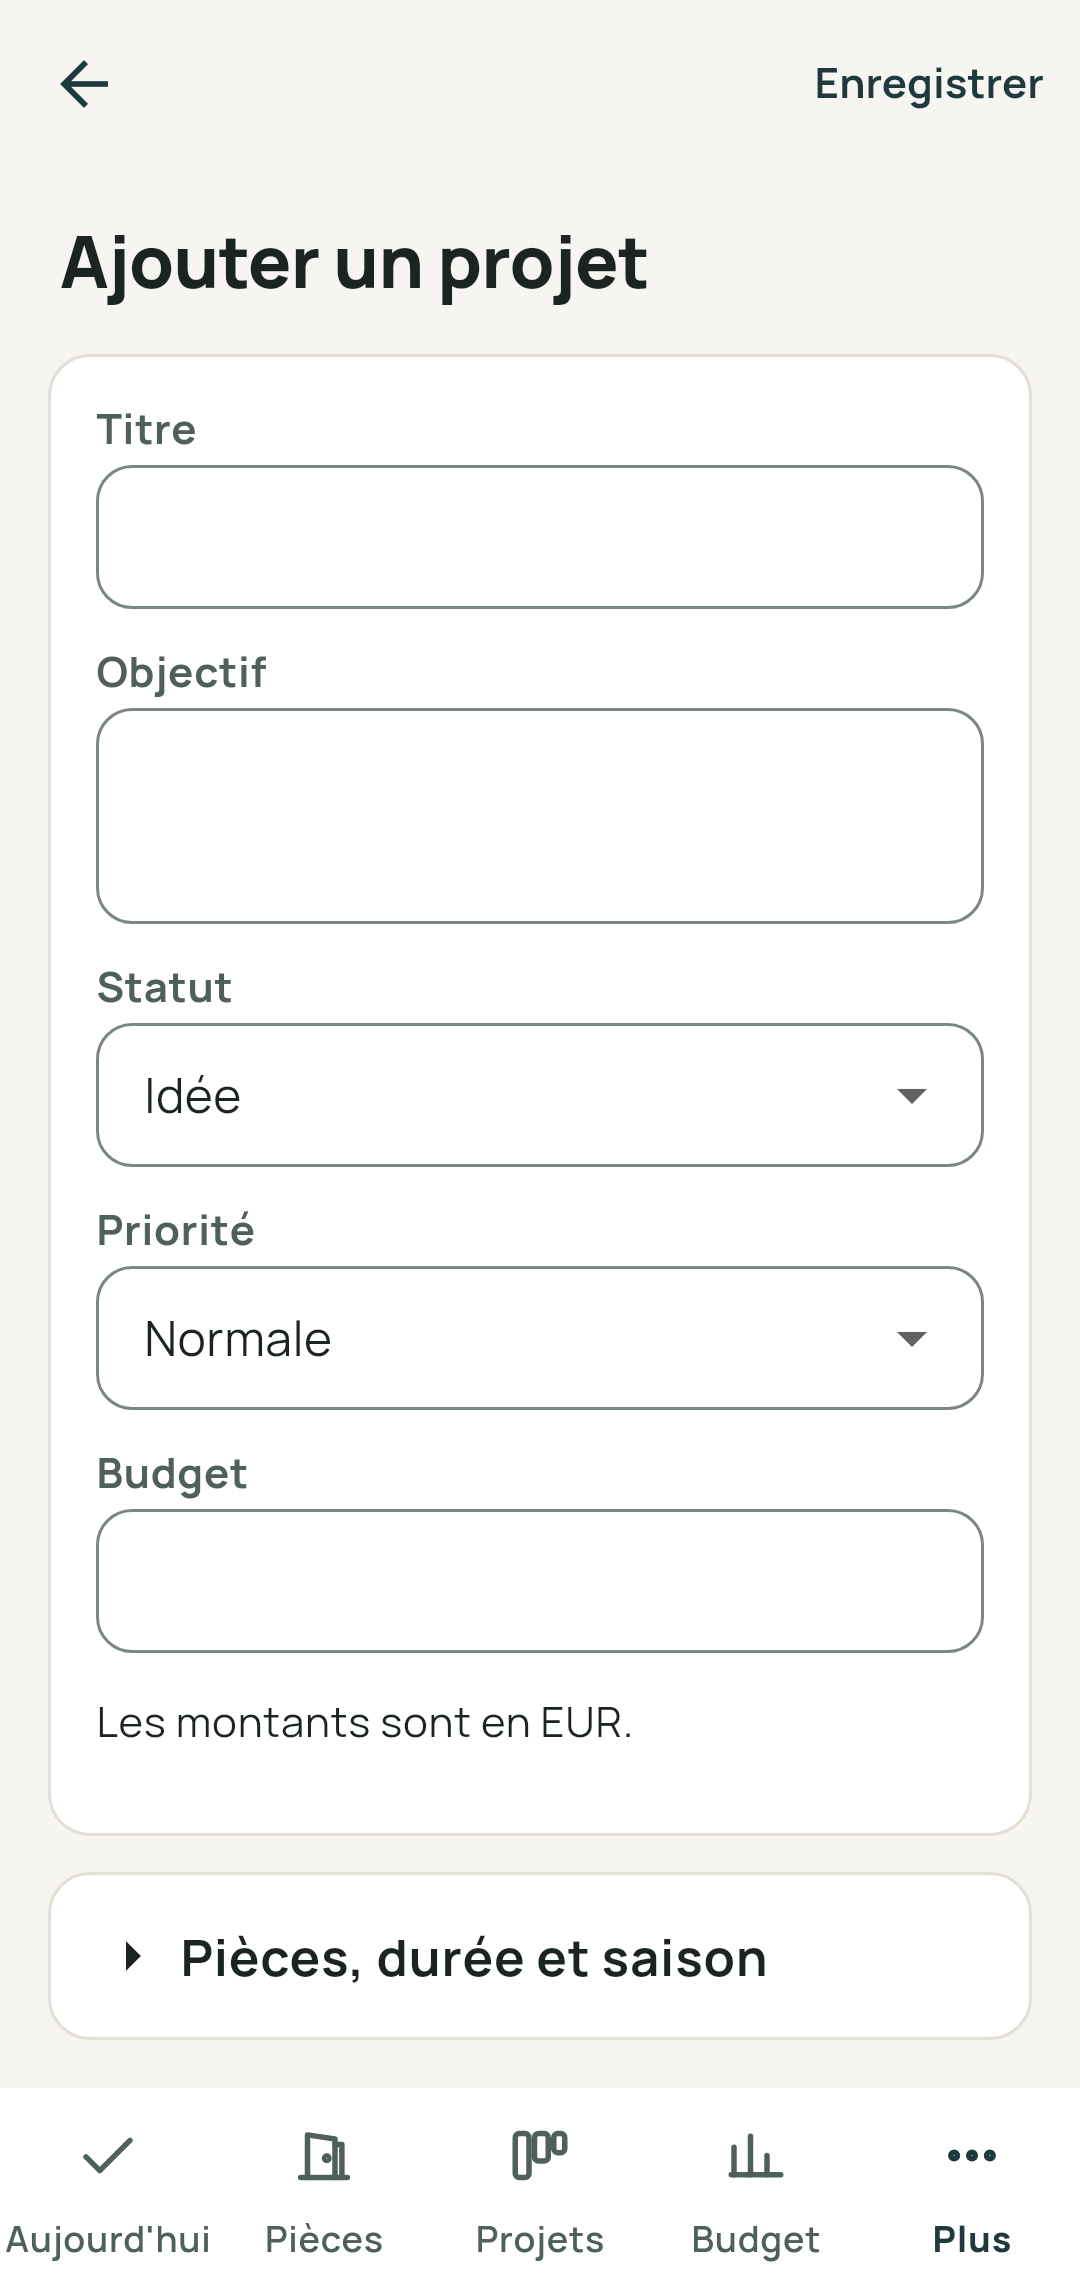 Enregistrer
Ajouter un projet
Titre
Objectif
Statut
Idée
Priorité
Normale
Budget
Les montants sont en EUR.
Pièces, durée et saison
Aujourd'hui
Pièces
Projets
Budget
Plus